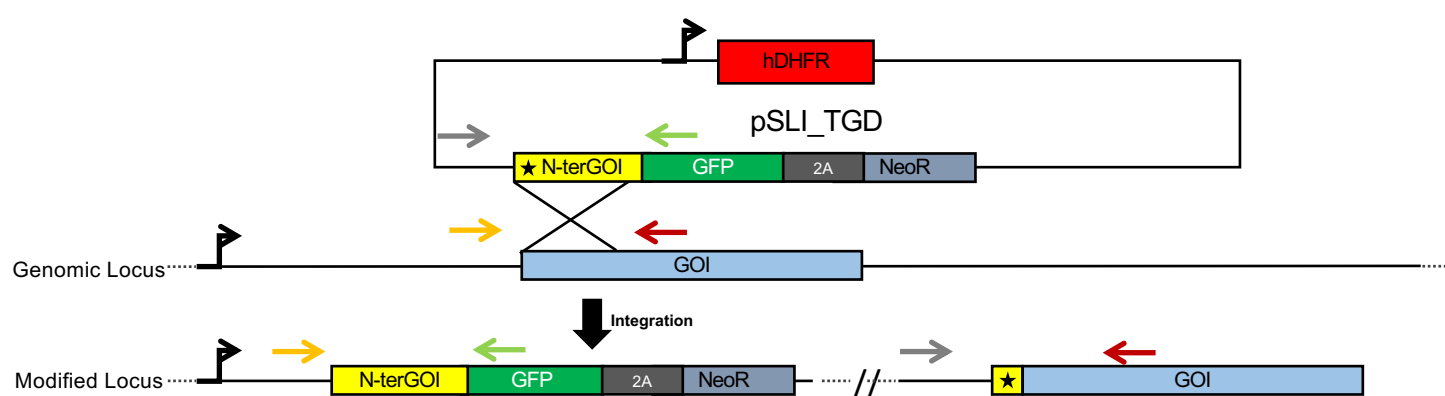 hDHFR
pSLI_TGD
★ N-terGOI GFP 2A NeoR
Genomic Locus GOI
Integration
Modified Locus N-terGOI GFP 2A NeoR // ★ GOI